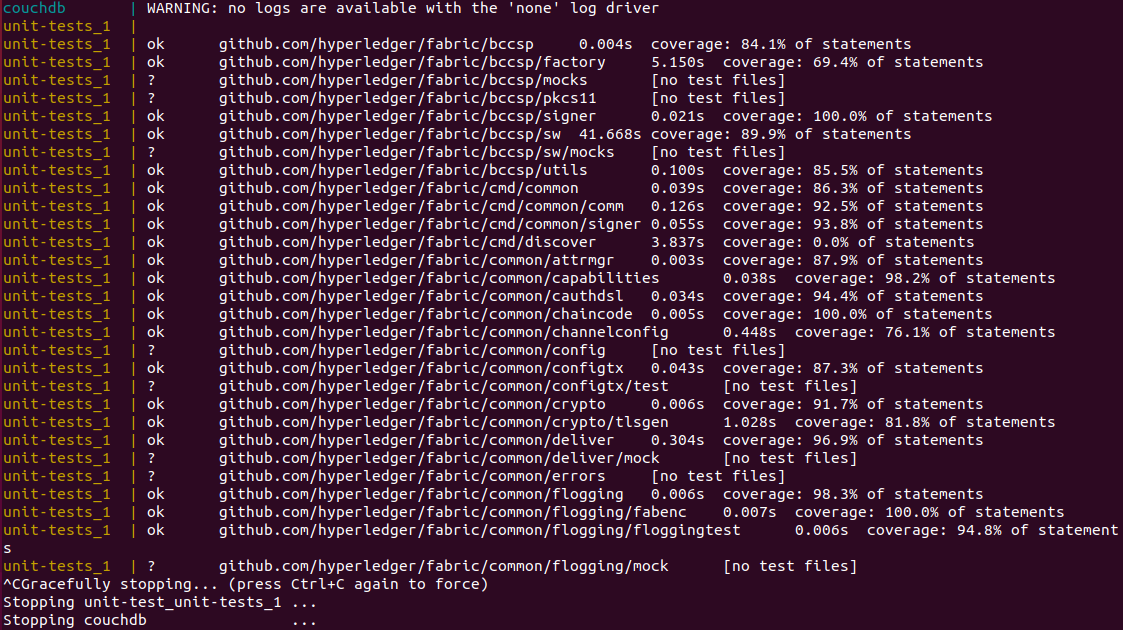 couchdb | WARNING: no logs are available with the 'none' log driver
unit-tests_1 |
unit-tests_1 | ok github.com/hyperledger/fabric/bccsp 0.004s coverage: 84.1% of statements
unit-tests_1 | ok github.com/hyperledger/fabric/bccsp/factory 5.150s coverage: 69.4% of statements
unit-tests_1 | ? github.com/hyperledger/fabric/bccsp/mocks [no test files]
unit-tests_1 | ? github.com/hyperledger/fabric/bccsp/pkcs11 [no test files]
unit-tests_1 | ok github.com/hyperledger/fabric/bccsp/signer 0.021s coverage: 100.0% of statements
unit-tests_1 | ok github.com/hyperledger/fabric/bccsp/sw 41.668s coverage: 89.9% of statements
unit-tests_1 | ? github.com/hyperledger/fabric/bccsp/sw/mocks [no test files]
unit-tests_1 | ok github.com/hyperledger/fabric/bccsp/utils 0.100s coverage: 85.5% of statements
unit-tests_1 | ok github.com/hyperledger/fabric/cmd/common 0.039s coverage: 86.3% of statements
unit-tests_1 | ok github.com/hyperledger/fabric/cmd/common/comm 0.126s coverage: 92.5% of statements
unit-tests_1 | ok github.com/hyperledger/fabric/cmd/common/signer 0.055s coverage: 93.8% of statements
unit-tests_1 | ok github.com/hyperledger/fabric/cmd/discover 3.837s coverage: 0.0% of statements
unit-tests_1 | ok github.com/hyperledger/fabric/common/attrmgr 0.003s coverage: 87.9% of statements
unit-tests_1 | ok github.com/hyperledger/fabric/common/capabilities 0.038s coverage: 98.2% of statements
unit-tests_1 | ok github.com/hyperledger/fabric/common/cauthdsl 0.034s coverage: 94.4% of statements
unit-tests_1 | ok github.com/hyperledger/fabric/common/chaincode 0.005s coverage: 100.0% of statements
unit-tests_1 | ok github.com/hyperledger/fabric/common/channelconfig 0.448s coverage: 76.1% of statements
unit-tests_1 | ? github.com/hyperledger/fabric/common/config [no test files]
unit-tests_1 | ok github.com/hyperledger/fabric/common/configtx 0.043s coverage: 87.3% of statements
unit-tests_1 | ? github.com/hyperledger/fabric/common/configtx/test [no test files]
unit-tests_1 | ok github.com/hyperledger/fabric/common/crypto 0.006s coverage: 91.7% of statements
unit-tests_1 | ok github.com/hyperledger/fabric/common/crypto/tlsgen 1.028s coverage: 81.8% of statements
unit-tests_1 | ok github.com/hyperledger/fabric/common/deliver 0.304s coverage: 96.9% of statements
unit-tests_1 | ? github.com/hyperledger/fabric/common/deliver/mock [no test files]
unit-tests_1 | ? github.com/hyperledger/fabric/common/errors [no test files]
unit-tests_1 | ok github.com/hyperledger/fabric/common/flogging 0.006s coverage: 98.3% of statements
unit-tests_1 | ok github.com/hyperledger/fabric/common/flogging/fabenc 0.007s coverage: 100.0% of statements
unit-tests_1 | ok github.com/hyperledger/fabric/common/flogging/floggingtest 0.006s coverage: 94.8% of statement
s
unit-tests_1 | ? github.com/hyperledger/fabric/common/flogging/mock [no test files]
^CGracefully stopping... (press Ctrl+C again to force)
Stopping unit-test_unit-tests_1 ...
Stopping couchdb ...